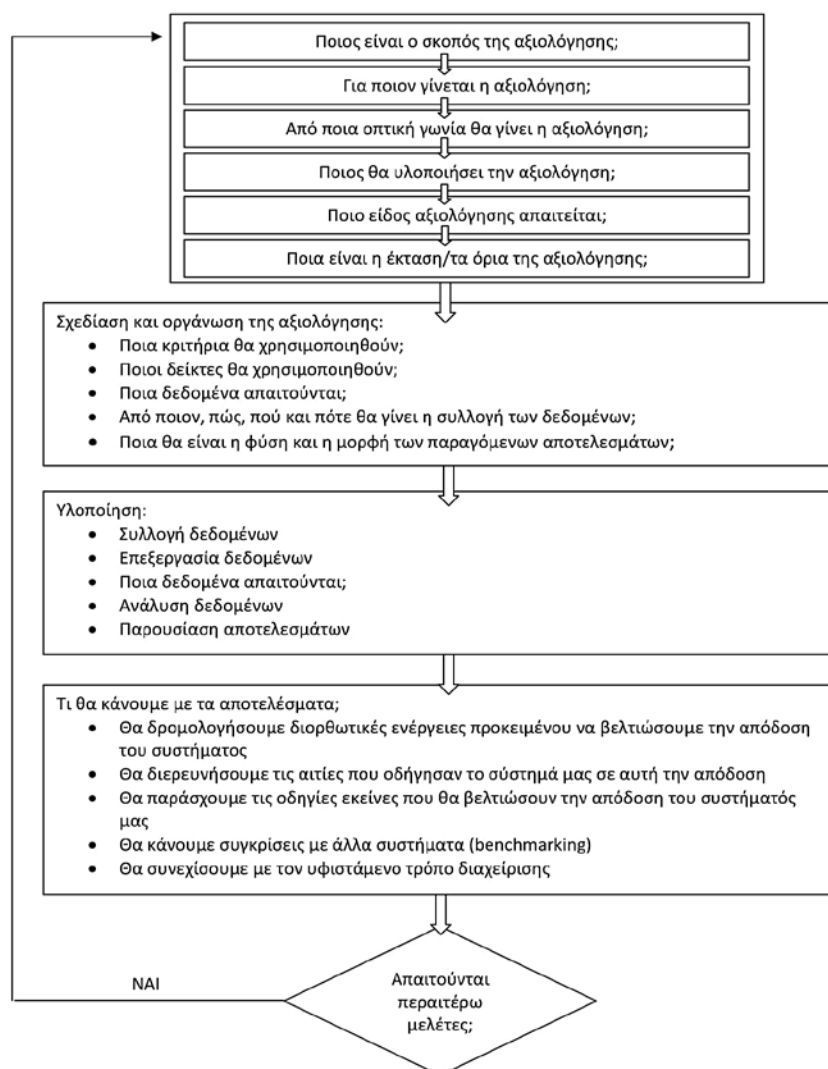 Ποιος είναι ο σκοπός της αξιολόγησης;
Για ποιον γίνεται η αξιολόγηση;
Από ποια οπτική γωνία θα γίνει η αξιολόγηση;
Ποιος θα υλοποιήσει την αξιολόγηση;
Ποιο είδος αξιολόγησης απαιτείται;
Ποια είναι η έκταση/τα όρια της αξιολόγησης;
Σχεδίαση και οργάνωση της αξιολόγησης:
• Ποια κριτήρια θα χρησιμοποιηθούν;
• Ποιοι δείκτες θα χρησιμοποιηθούν;
• Ποια δεδομένα απαιτούνται;
• Από ποιον, πώς, πού και πότε θα γίνει η συλλογή των δεδομένων;
• Ποια θα είναι η φύση και η μορφή των παραγόμενων αποτελεσμάτων;
Υλοποίηση:
• Συλλογή δεδομένων
• Επεξεργασία δεδομένων
• Ποια δεδομένα απαιτούνται;
• Ανάλυση δεδομένων
• Παρουσίαση αποτελεσμάτων
Τι θα κάνουμε με τα αποτελέσματα;
• Θα δρομολογήσουμε διορθωτικές ενέργειες προκειμένου να βελτιώσουμε την απόδοση
του συστήματος
• Θα διερευνήσουμε τις αιτίες που οδήγησαν το σύστημά μας σε αυτή την απόδοση
• Θα παράσχουμε τις οδηγίες εκείνες που θα βελτιώσουν την απόδοση του συστήματός
μας
• Θα κάνουμε συγκρίσεις με άλλα συστήματα (benchmarking)
• Θα συνεχίσουμε με τον υφιστάμενο τρόπο διαχείρισης
ΝΑΙ
Απαιτούνται
περαιτέρω
μελέτες;